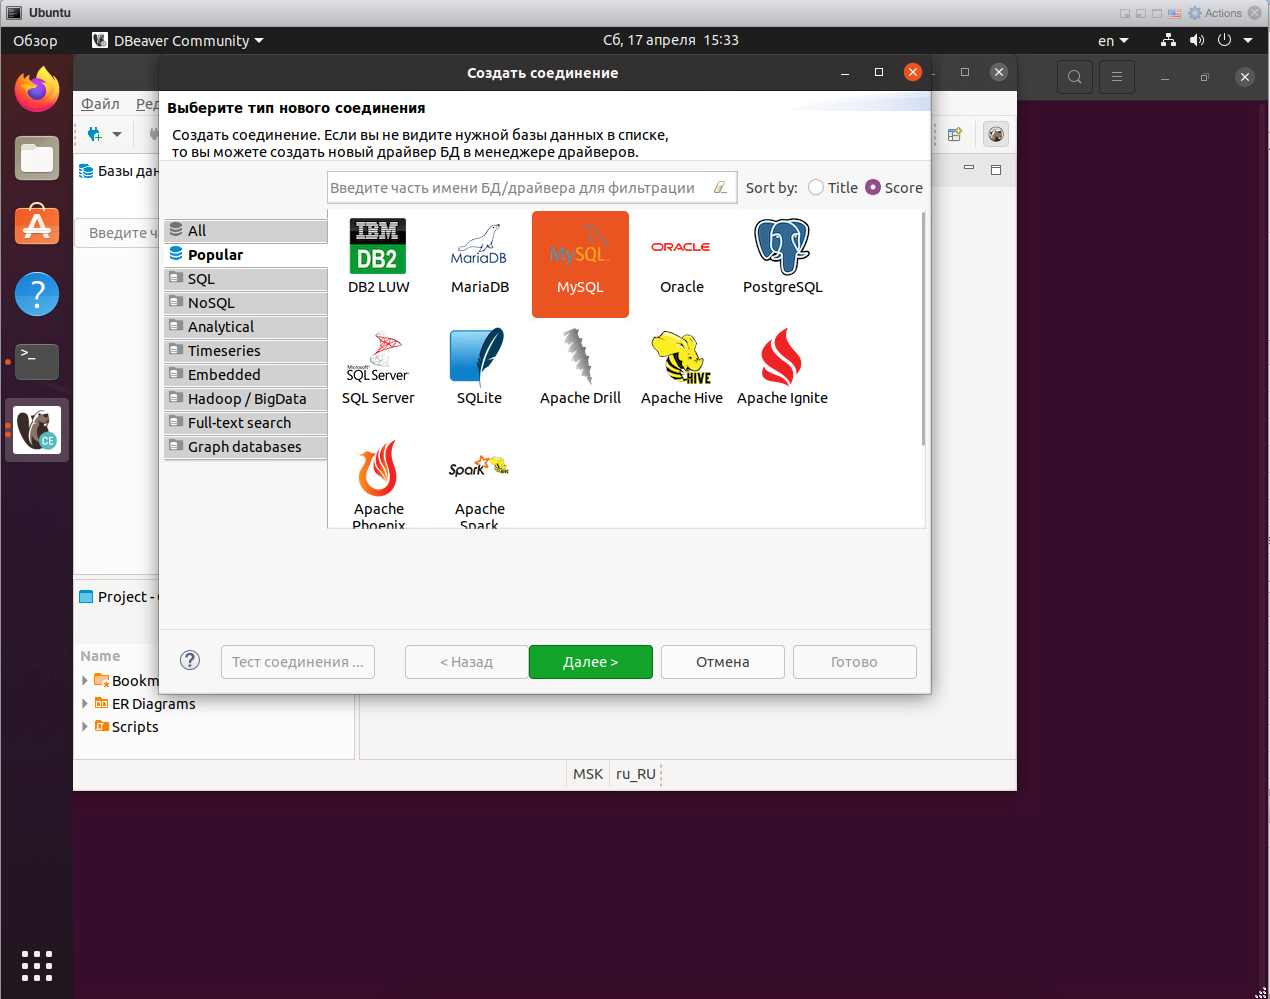 Ubuntu
Actions
Обзор
DBeaver Community
Сб, 17 апреля 15:33
en
Создать соединение
Файл
Ред
Выберите тип нового соединения
Создать соединение. Если вы не видите нужной базы данных в списке,
то вы можете создать новый драйвер БД в менеджере драйверов.
Базы дан
Введите часть имени БД/драйвера для фильтрации
Sort by:
Title
Score
Введите ч
All
Popular
SQL
NoSQL
Analytical
Timeseries
Embedded
Hadoop / BigData
Full-text search
Graph databases
IBM
DB2
DB2 LUW
MariaDB
MariaDB
MySQL
MySQL
ORACLE
Oracle
PostgreSQL
Microsoft
SQL Server
SQL Server
SQLite
Apache Drill
HIVE
Apache Hive
Apache Ignite
Apache
Phoenix
Spark
Apache
Spark
CE
Project -
Name
Bookm
ER Diagrams
Scripts
Тест соединения ...
< Назад
Далее >
Отмена
Готово
MSK
ru_RU